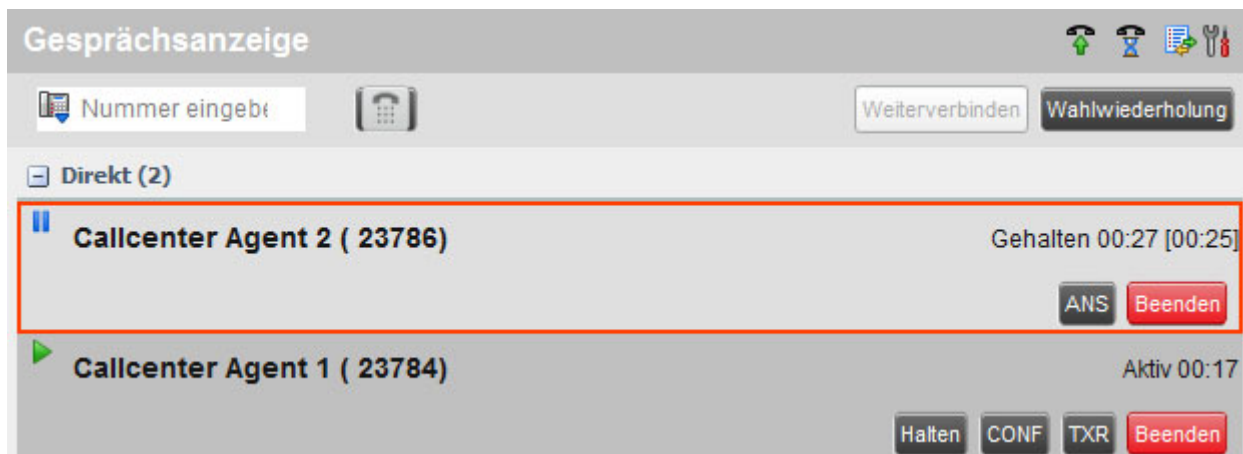 Gesprächsanzeige
Nummer eingebe
Weiterverbinden Wahlwiederholung
Direkt (2)
Callcenter Agent 2 ( 23786)
Gehalten 00:27 [00:25]
ANS Beenden
Callcenter Agent 1 ( 23784)
Aktiv 00:17
Halten CONF TXR Beenden